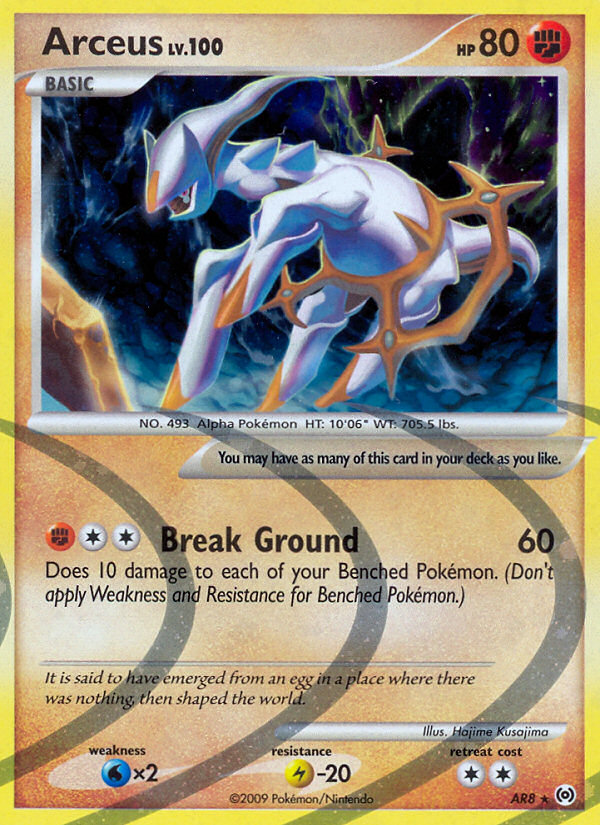 Arceus LV.100 HP 80
BASIC
NO. 493 Alpha Pokémon HT: 10'06" WT: 705.5 lbs.
You may have as many of this card in your deck as you like.
Break Ground 60
Does 10 damage to each of your Benched Pokémon. (Don't
apply Weakness and Resistance for Benched Pokémon.)
It is said to have emerged from an egg in a place where there
was nothing, then shaped the world.
Illus. Hajime Kusajima
weakness resistance retreat cost
×2 -20
©2009 Pokémon/Nintendo AR8 ★